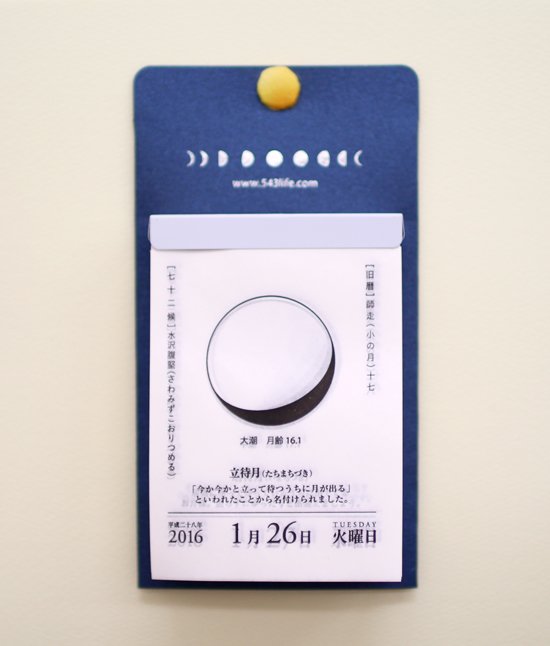 www.543life.com
［旧暦］師走（小の月）十七
［七十二候］水沢腹堅（さわみずこおりつめる）
大潮　月齢16.1
立待月（たちまちづき）
「今か今かと立って待つうちに月が出る」
といわれたことから名付けられました。
平成二十八年
2016
1月26日
TUESDAY
火曜日